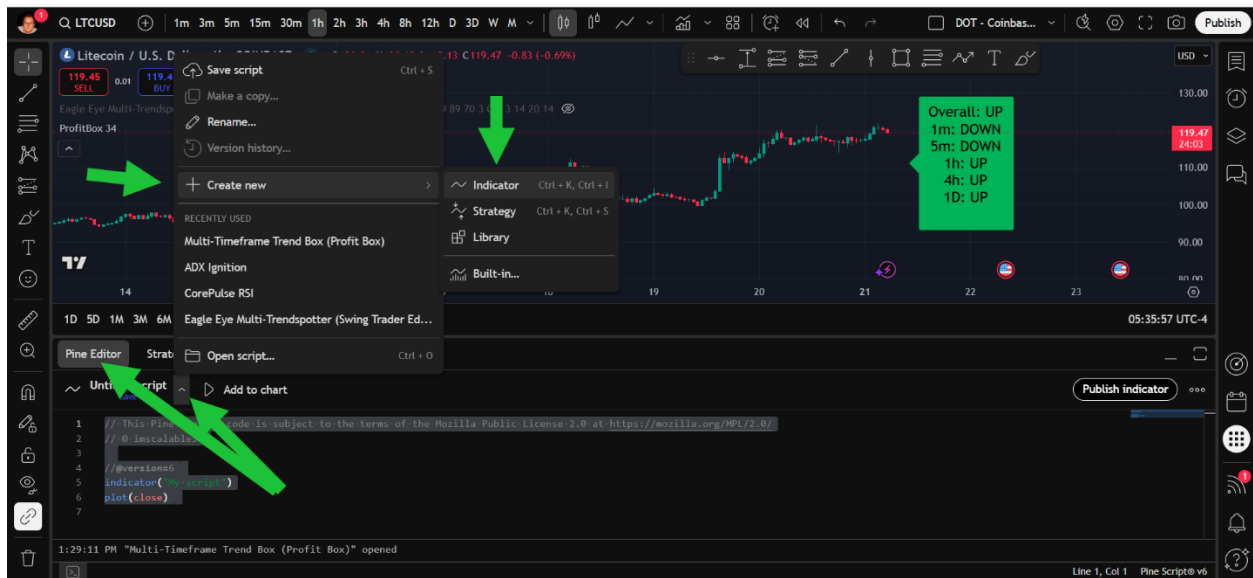 LTCUSD
1m 3m 5m 15m 30m 1h 2h 3h 4h 8h 12h D 3D W M
DOT - Coinbas...
Publish
Litecoin / U.S. D
.13 C119.47 -0.83 (-0.69%)
USD
119.45
SELL
0.01
119.4
BUY
Eagle Eye Multi-Trendsp
89 70 3 3 14 20 14
ProfitBox 34
Save script Ctrl + S
Make a copy...
Rename...
Version history...
Create new
RECENTLY USED
Multi-Timeframe Trend Box (Profit Box)
ADX Ignition
CorePulse RSI
Eagle Eye Multi-Trendspotter (Swing Trader Ed...
Open script... Ctrl + O
Indicator Ctrl + K, Ctrl + I
Strategy Ctrl + K, Ctrl + S
Library
Built-in...
Overall: UP
1m: DOWN
5m: DOWN
1h: UP
4h: UP
1D: UP
130.00
119.47
24:03
110.00
100.00
90.00
80.00
14 18 19 20 21 22 23
1D 5D 1M 3M 6M
05:35:57 UTC-4
Pine Editor Strat
Unt script
Add to chart
Publish indicator
1 // This Pine code is subject to the terms of the Mozilla Public License 2.0 at https://mozilla.org/MPL/2.0/
2 // © imscalables
3
4 //@version=6
5 indicator("My script")
6 plot(close)
7
1:29:11 PM "Multi-Timeframe Trend Box (Profit Box)" opened
Line 1, Col 1 Pine Script® v6